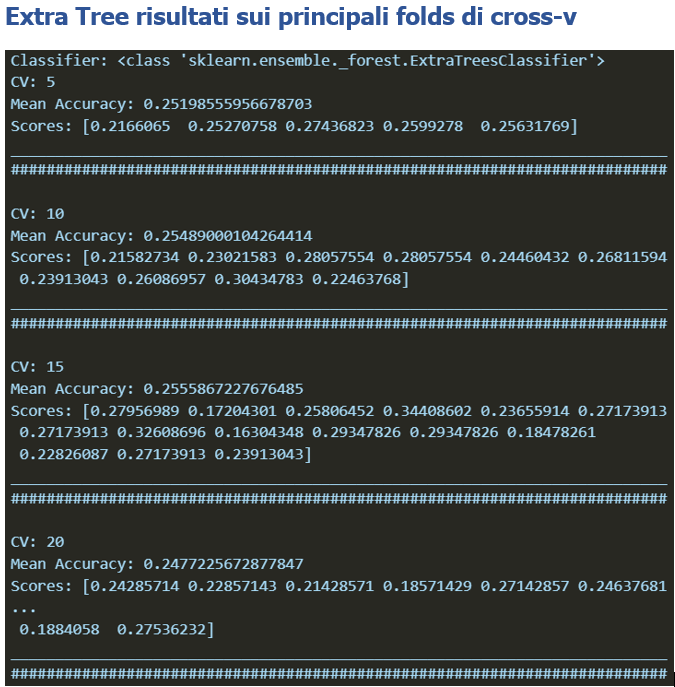 Extra Tree risultati sui principali folds di cross-v
Classifier: <class 'sklearn.ensemble._forest.ExtraTreesClassifier'>
CV: 5
Mean Accuracy: 0.25198555956678703
Scores: [0.2166065  0.25270758 0.27436823 0.2599278  0.25631769]
_________________________________________________________________________
#########################################################################
CV: 10
Mean Accuracy: 0.25489000104264414
Scores: [0.21582734 0.23021583 0.28057554 0.28057554 0.24460432 0.26811594
 0.23913043 0.26086957 0.30434783 0.22463768]
_________________________________________________________________________
#########################################################################
CV: 15
Mean Accuracy: 0.2555867227676485
Scores: [0.27956989 0.17204301 0.25806452 0.34408602 0.23655914 0.27173913
 0.27173913 0.32608696 0.16304348 0.29347826 0.29347826 0.18478261
 0.22826087 0.27173913 0.23913043]
_________________________________________________________________________
#########################################################################
CV: 20
Mean Accuracy: 0.2477225672877847
Scores: [0.24285714 0.22857143 0.21428571 0.18571429 0.27142857 0.24637681
...
 0.1884058  0.27536232]
_________________________________________________________________________
#########################################################################